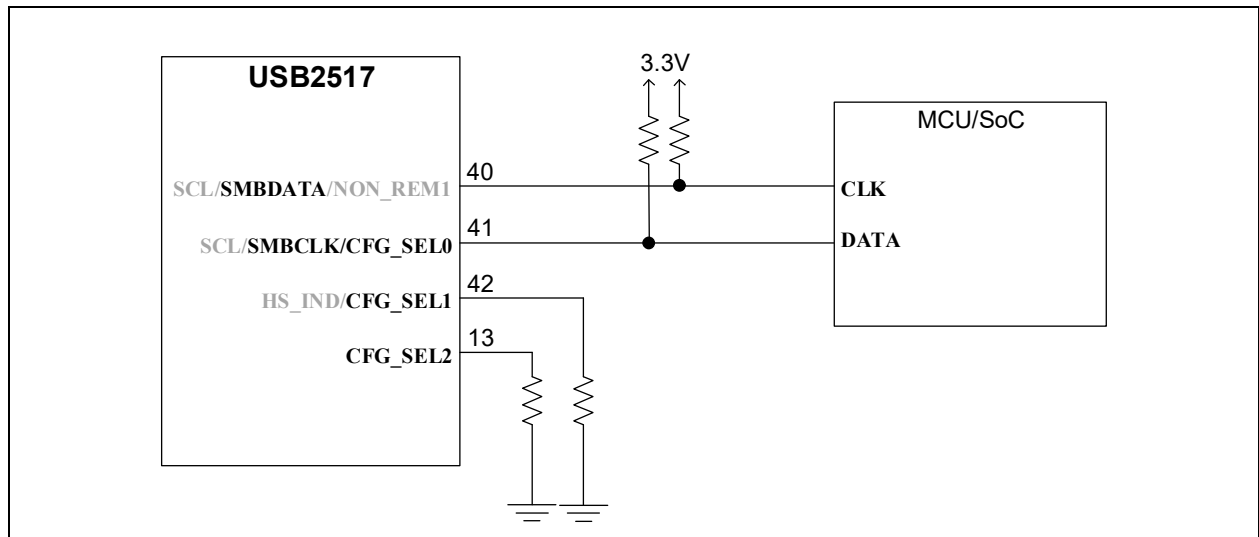 USB2517
3.3V
MCU/SoC
SCL/SMBDATA/NON_REM1
40
CLK
SCL/SMBCLK/CFG_SEL0
41
DATA
HS_IND/CFG_SEL1
42
CFG_SEL2
13